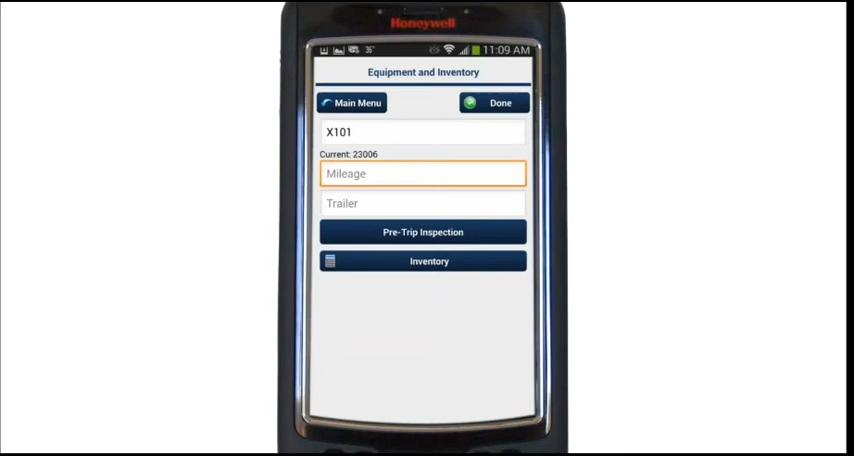 Honeywell
36°
11:09 AM
Equipment and Inventory
Main Menu
Done
X101
Current: 23006
Mileage
Trailer
Pre-Trip Inspection
Inventory